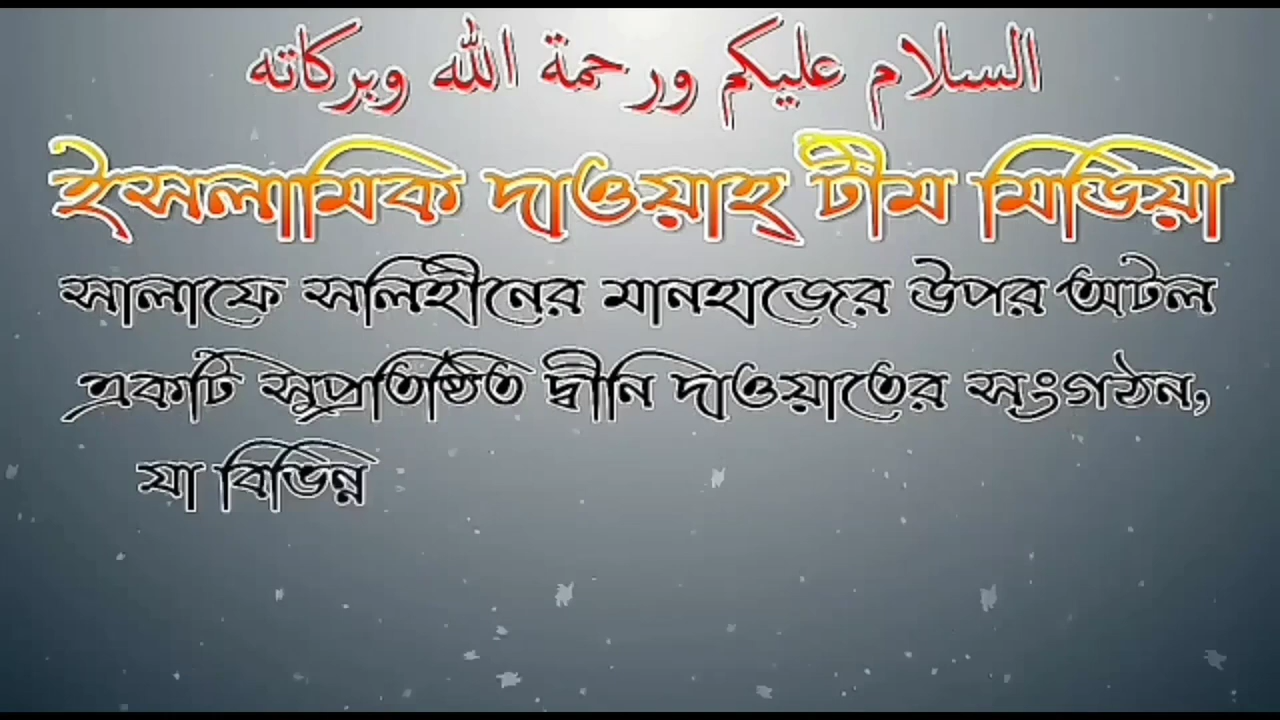 السلام عليكم ورحمة الله وبركاته
ইসলামিক দাওয়াহ্ টীম মিডিয়া
সালাফে সলিহীনের মানহাজের উপর অটল
একটি সুপ্রতিষ্ঠিত দ্বীনি দাওয়াতের সংগঠন,
যা বিভিন্ন